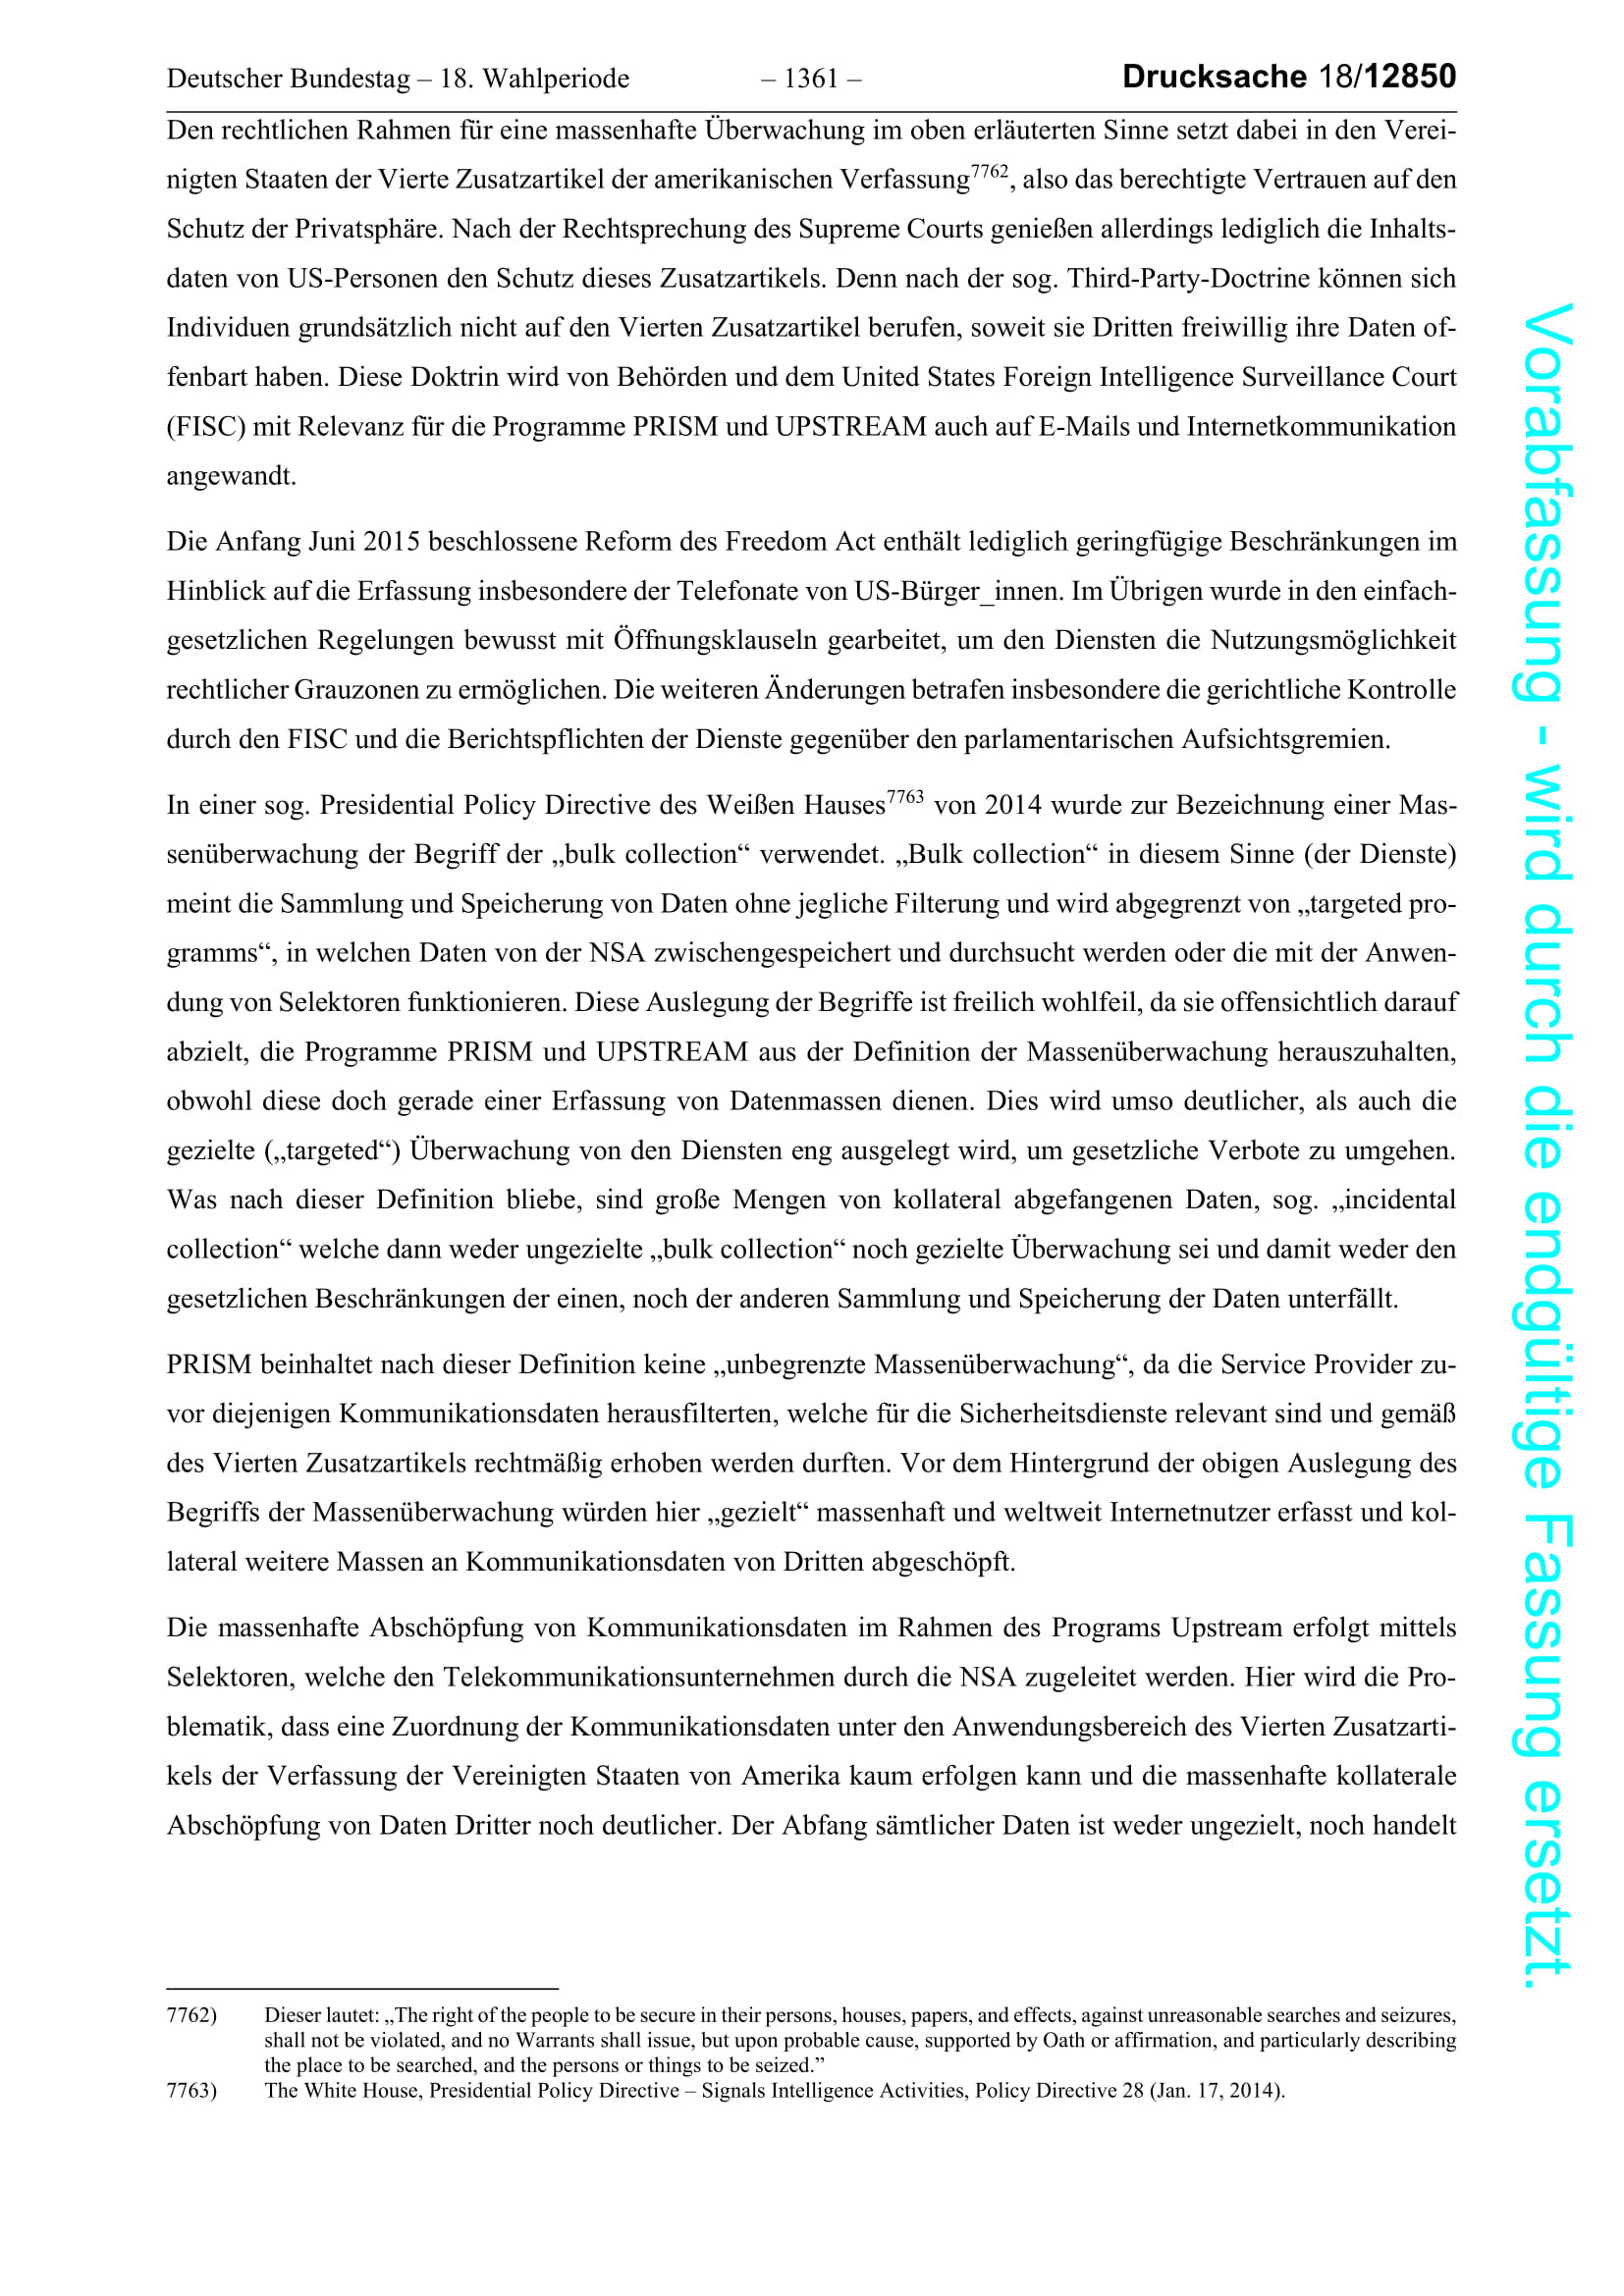 Deutscher Bundestag – 18. Wahlperiode – 1361 – Drucksache 18/12850
Den rechtlichen Rahmen für eine massenhafte Überwachung im oben erläuterten Sinne setzt dabei in den Verei-
nigten Staaten der Vierte Zusatzartikel der amerikanischen Verfassung7762, also das berechtigte Vertrauen auf den
Schutz der Privatsphäre. Nach der Rechtsprechung des Supreme Courts genießen allerdings lediglich die Inhalts-
daten von US-Personen den Schutz dieses Zusatzartikels. Denn nach der sog. Third-Party-Doctrine können sich
Individuen grundsätzlich nicht auf den Vierten Zusatzartikel berufen, soweit sie Dritten freiwillig ihre Daten of-
fenbart haben. Diese Doktrin wird von Behörden und dem United States Foreign Intelligence Surveillance Court
(FISC) mit Relevanz für die Programme PRISM und UPSTREAM auch auf E-Mails und Internetkommunikation
angewandt.
Die Anfang Juni 2015 beschlossene Reform des Freedom Act enthält lediglich geringfügige Beschränkungen im
Hinblick auf die Erfassung insbesondere der Telefonate von US-Bürger_innen. Im Übrigen wurde in den einfach-
gesetzlichen Regelungen bewusst mit Öffnungsklauseln gearbeitet, um den Diensten die Nutzungsmöglichkeit
rechtlicher Grauzonen zu ermöglichen. Die weiteren Änderungen betrafen insbesondere die gerichtliche Kontrolle
durch den FISC und die Berichtspflichten der Dienste gegenüber den parlamentarischen Aufsichtsgremien.
In einer sog. Presidential Policy Directive des Weißen Hauses7763 von 2014 wurde zur Bezeichnung einer Mas-
senüberwachung der Begriff der „bulk collection“ verwendet. „Bulk collection“ in diesem Sinne (der Dienste)
meint die Sammlung und Speicherung von Daten ohne jegliche Filterung und wird abgegrenzt von „targeted pro-
gramms“, in welchen Daten von der NSA zwischengespeichert und durchsucht werden oder die mit der Anwen-
dung von Selektoren funktionieren. Diese Auslegung der Begriffe ist freilich wohlfeil, da sie offensichtlich darauf
abzielt, die Programme PRISM und UPSTREAM aus der Definition der Massenüberwachung herauszuhalten,
obwohl diese doch gerade einer Erfassung von Datenmassen dienen. Dies wird umso deutlicher, als auch die
gezielte („targeted“) Überwachung von den Diensten eng ausgelegt wird, um gesetzliche Verbote zu umgehen.
Was nach dieser Definition bliebe, sind große Mengen von kollateral abgefangenen Daten, sog. „incidental
collection“ welche dann weder ungezielte „bulk collection“ noch gezielte Überwachung sei und damit weder den
gesetzlichen Beschränkungen der einen, noch der anderen Sammlung und Speicherung der Daten unterfällt.
PRISM beinhaltet nach dieser Definition keine „unbegrenzte Massenüberwachung“, da die Service Provider zu-
vor diejenigen Kommunikationsdaten herausfilterten, welche für die Sicherheitsdienste relevant sind und gemäß
des Vierten Zusatzartikels rechtmäßig erhoben werden durften. Vor dem Hintergrund der obigen Auslegung des
Begriffs der Massenüberwachung würden hier „gezielt“ massenhaft und weltweit Internetnutzer erfasst und kol-
lateral weitere Massen an Kommunikationsdaten von Dritten abgeschöpft.
Die massenhafte Abschöpfung von Kommunikationsdaten im Rahmen des Programs Upstream erfolgt mittels
Selektoren, welche den Telekommunikationsunternehmen durch die NSA zugeleitet werden. Hier wird die Pro-
blematik, dass eine Zuordnung der Kommunikationsdaten unter den Anwendungsbereich des Vierten Zusatzarti-
kels der Verfassung der Vereinigten Staaten von Amerika kaum erfolgen kann und die massenhafte kollaterale
Abschöpfung von Daten Dritter noch deutlicher. Der Abfang sämtlicher Daten ist weder ungezielt, noch handelt
7762) Dieser lautet: „The right of the people to be secure in their persons, houses, papers, and effects, against unreasonable searches and seizures,
shall not be violated, and no Warrants shall issue, but upon probable cause, supported by Oath or affirmation, and particularly describing
the place to be searched, and the persons or things to be seized.”
7763) The White House, Presidential Policy Directive – Signals Intelligence Activities, Policy Directive 28 (Jan. 17, 2014).
Vorabfassung - wird durch die endgültige Fassung ersetzt.